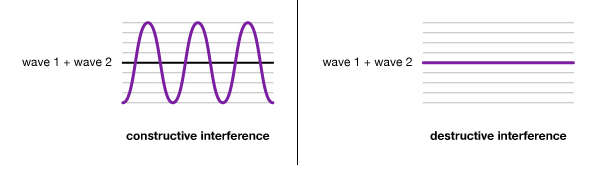 wave 1 + wave 2
constructive interference
wave 1 + wave 2
destructive interference